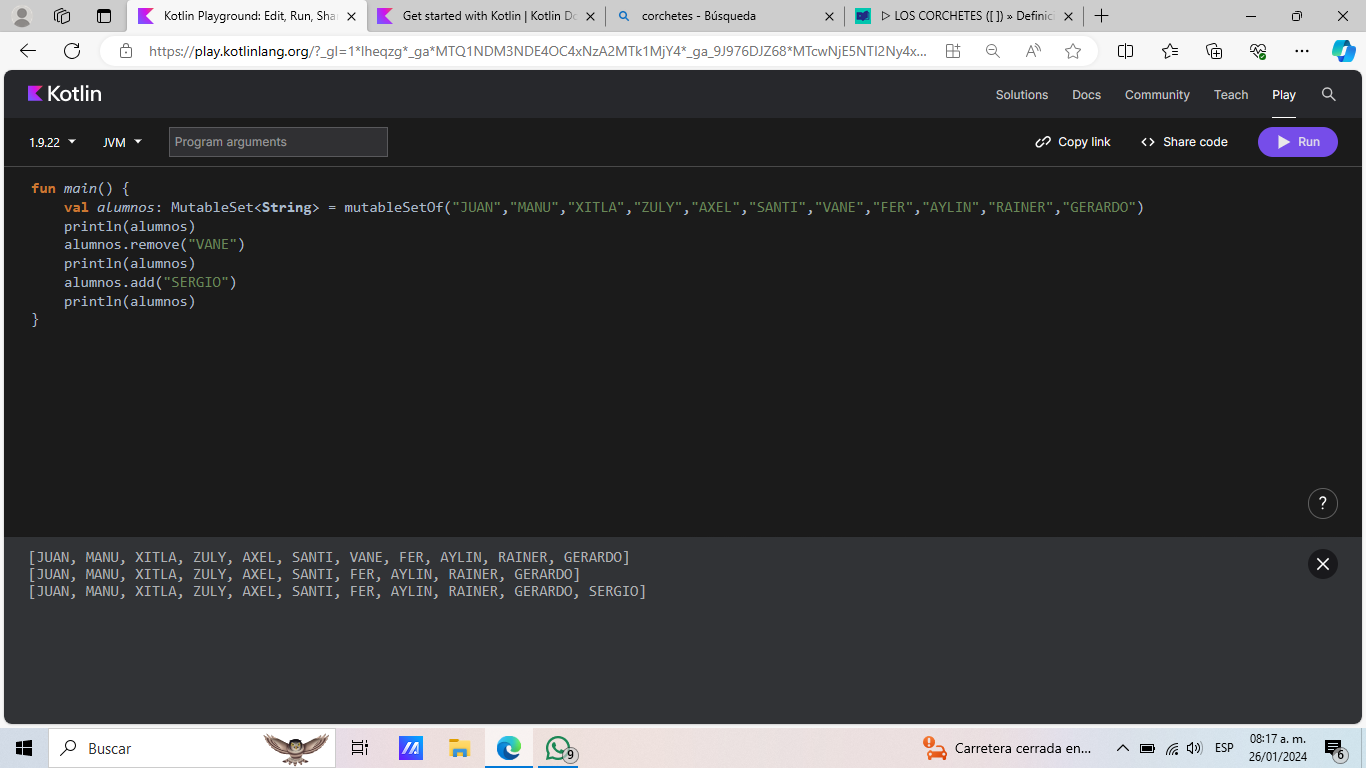 Kotlin Playground: Edit, Run, Shar
Get started with Kotlin | Kotlin Do
corchetes - Búsqueda
▷ LOS CORCHETES ([ ]) » Definici
https://play.kotlinlang.org/?_gl=1*lheqzg*_ga*MTQ1NDM3NDE4OC4xNzA2MTk1MjY4*_ga_9J976DJZ68*MTcwNjE5NTI2Ny4x...
Kotlin
Solutions Docs Community Teach Play
1.9.22 JVM Program arguments Copy link Share code Run
fun main() {
    val alumnos: MutableSet<String> = mutableSetOf("JUAN","MANU","XITLA","ZULY","AXEL","SANTI","VANE","FER","AYLIN","RAINER","GERARDO")
    println(alumnos)
    alumnos.remove("VANE")
    println(alumnos)
    alumnos.add("SERGIO")
    println(alumnos)
}
?
[JUAN, MANU, XITLA, ZULY, AXEL, SANTI, VANE, FER, AYLIN, RAINER, GERARDO]
[JUAN, MANU, XITLA, ZULY, AXEL, SANTI, FER, AYLIN, RAINER, GERARDO]
[JUAN, MANU, XITLA, ZULY, AXEL, SANTI, FER, AYLIN, RAINER, GERARDO, SERGIO]
Buscar
9
Carretera cerrada en...
ESP
08:17 a. m.
26/01/2024
6